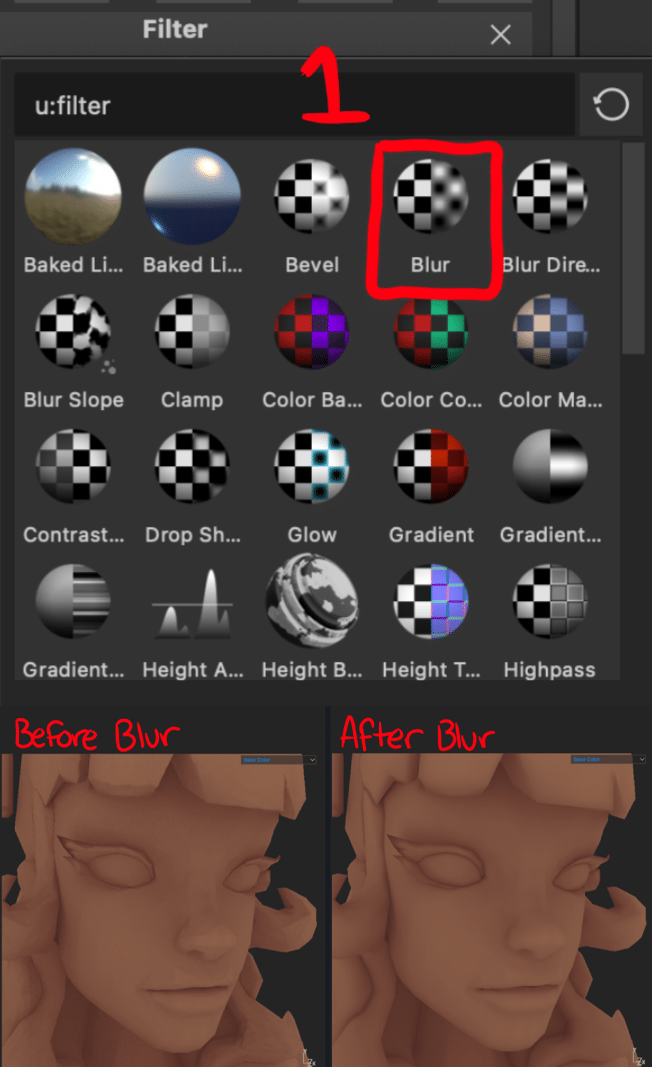 Filter
1
u:filter
Baked Li... Baked Li... Bevel Blur Blur Dire...
Blur Slope Clamp Color Ba... Color Co... Color Ma...
Contrast... Drop Sh... Glow Gradient Gradient...
Gradient... Height A... Height B... Height T... Highpass
Before Blur After Blur
Base Color Base Color